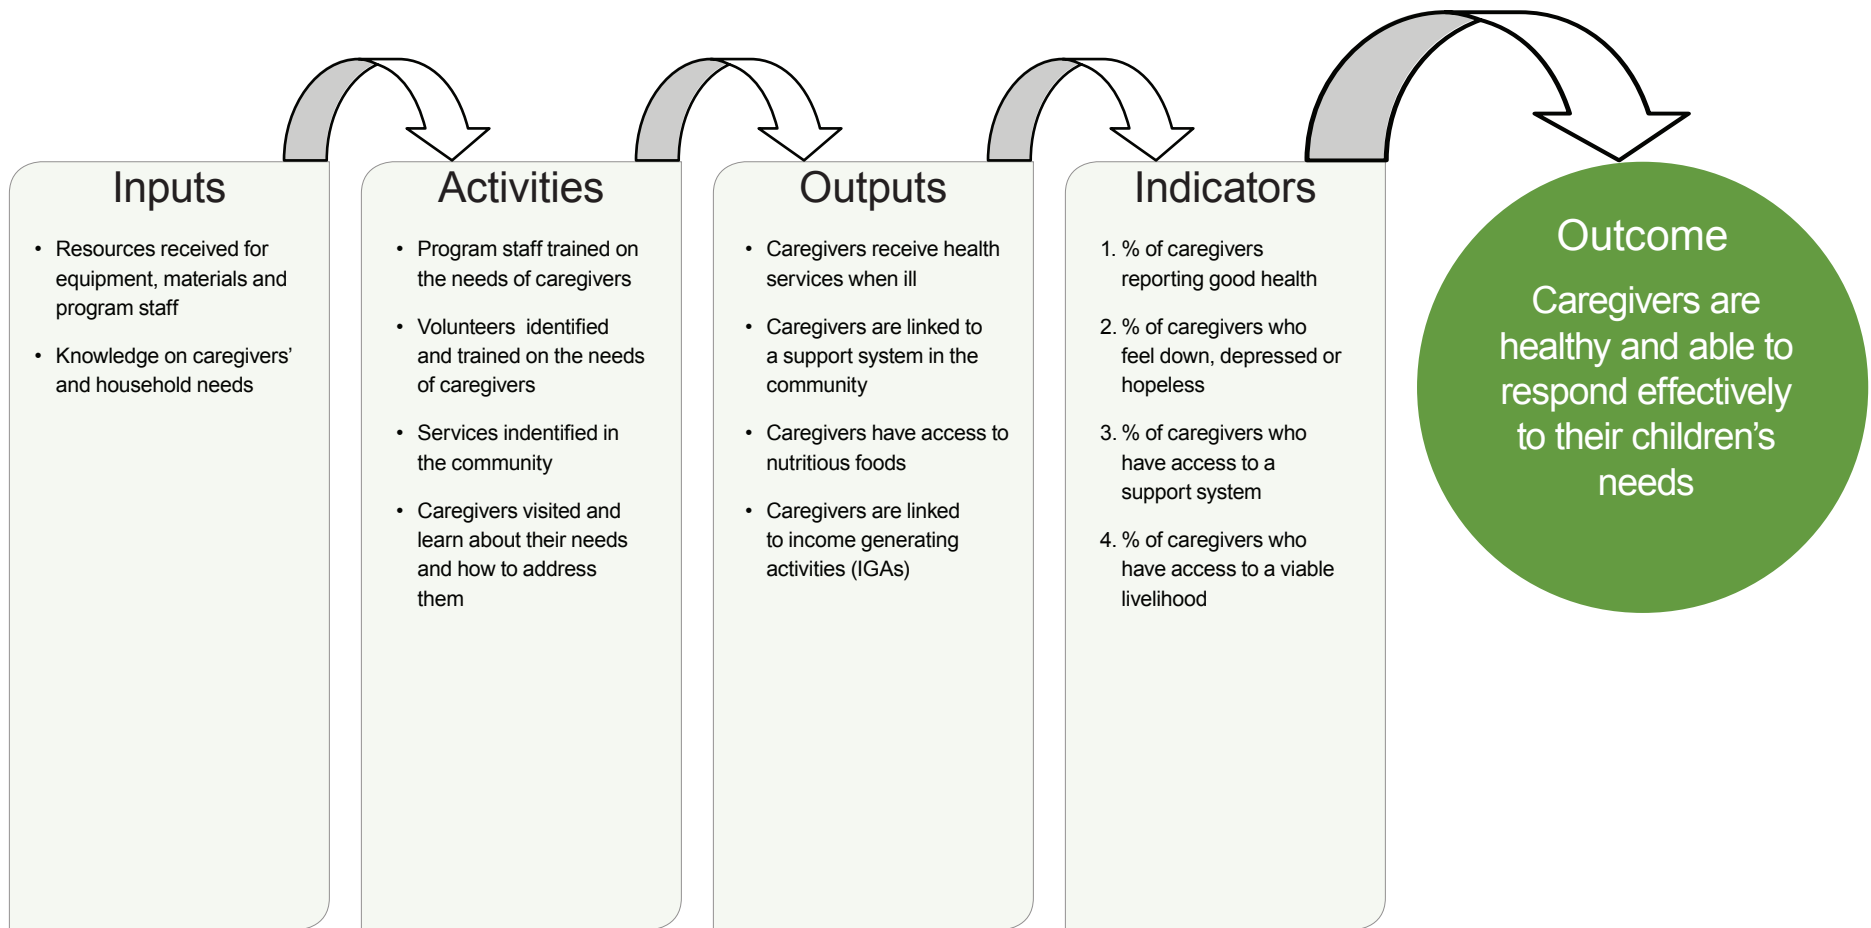 Inputs
• Resources received for
equipment, materials and
program staff
• Knowledge on caregivers’
and household needs
Activities
• Program staff trained on
the needs of caregivers
• Volunteers  identified
and trained on the needs
of caregivers
• Services indentified in
the community
• Caregivers visited and
learn about their needs
and how to address
them
Outputs
• Caregivers receive health
services when ill
• Caregivers are linked to
a support system in the
community
• Caregivers have access to
nutritious foods
• Caregivers are linked
to income generating
activities (IGAs)
Indicators
1. % of caregivers
reporting good health
2. % of caregivers who
feel down, depressed or
hopeless
3. % of caregivers who
have access to a
support system
4. % of caregivers who
have access to a viable
livelihood
Outcome
Caregivers are
healthy and able to
respond effectively
to their children’s
needs